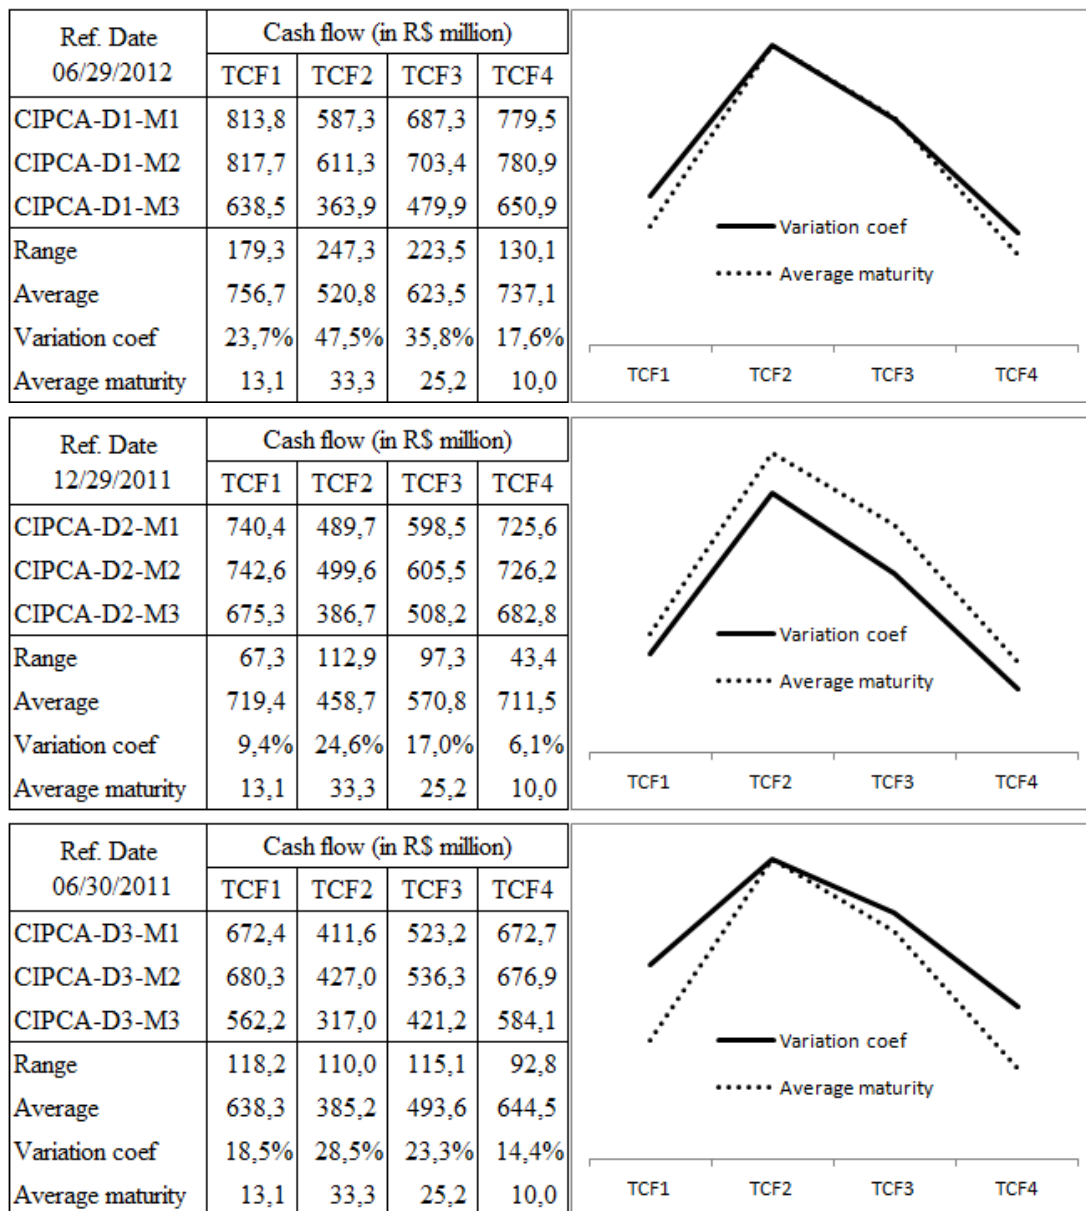 Ref. Date Cash flow (in R$ million)
06/29/2012 TCF1 TCF2 TCF3 TCF4
CIPCA-D1-M1 813,8 587,3 687,3 779,5
CIPCA-D1-M2 817,7 611,3 703,4 780,9
CIPCA-D1-M3 638,5 363,9 479,9 650,9
Range 179,3 247,3 223,5 130,1
Average 756,7 520,8 623,5 737,1
Variation coef 23,7% 47,5% 35,8% 17,6%
Average maturity 13,1 33,3 25,2 10,0
Variation coef
Average maturity
TCF1 TCF2 TCF3 TCF4
Ref. Date Cash flow (in R$ million)
12/29/2011 TCF1 TCF2 TCF3 TCF4
CIPCA-D2-M1 740,4 489,7 598,5 725,6
CIPCA-D2-M2 742,6 499,6 605,5 726,2
CIPCA-D2-M3 675,3 386,7 508,2 682,8
Range 67,3 112,9 97,3 43,4
Average 719,4 458,7 570,8 711,5
Variation coef 9,4% 24,6% 17,0% 6,1%
Average maturity 13,1 33,3 25,2 10,0
Variation coef
Average maturity
TCF1 TCF2 TCF3 TCF4
Ref. Date Cash flow (in R$ million)
06/30/2011 TCF1 TCF2 TCF3 TCF4
CIPCA-D3-M1 672,4 411,6 523,2 672,7
CIPCA-D3-M2 680,3 427,0 536,3 676,9
CIPCA-D3-M3 562,2 317,0 421,2 584,1
Range 118,2 110,0 115,1 92,8
Average 638,3 385,2 493,6 644,5
Variation coef 18,5% 28,5% 23,3% 14,4%
Average maturity 13,1 33,3 25,2 10,0
Variation coef
Average maturity
TCF1 TCF2 TCF3 TCF4